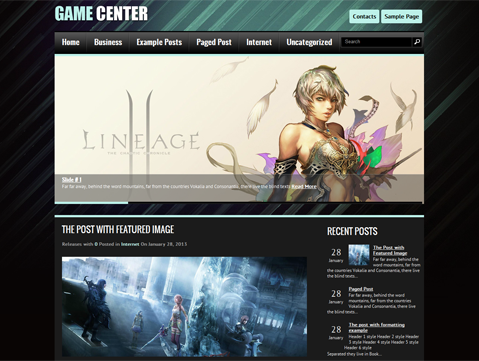 GAME CENTER
Contacts Sample Page
Home Business Example Posts Paged Post Internet Uncategorized Search
LINEAGE
Slide # 1
Far far away, behind the word mountains, far from the countries Vokalia and Consonantia, there live the blind texts Read More
THE POST WITH FEATURED IMAGE
with 0 Posted in Internet On January 28, 2013
RECENT POSTS
28
January
The Post with
Featured Image
Far far away, behind the
word mountains, far from
the countries Vokalia and Consonantia, there
live the blind texts...
28
January
Paged Post
Far far away, behind the word
mountains, far from the countries
Vokalia and Consonantia, there live
the blind texts...
28
January
The post with formatting
example
Header 1 style Header 2 style
Header 3 style Header 4 style Header 5 style
Header 6 style
Separated they live in Book...